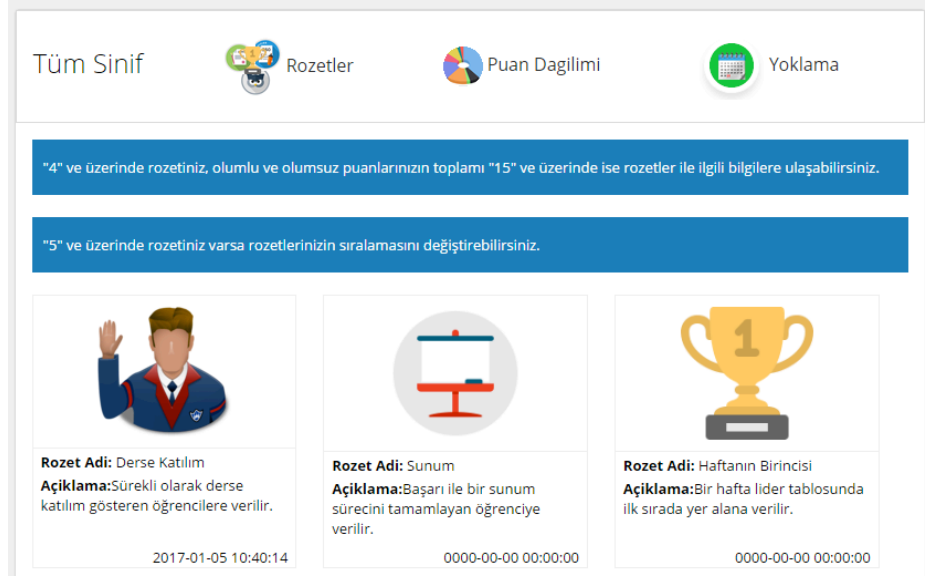 Tüm Sinif
Rozetler
Puan Dagilimi
Yoklama
"4" ve üzerinde rozetiniz, olumlu ve olumsuz puanlarınızın toplamı "15" ve üzerinde ise rozetler ile ilgili bilgilere ulaşabilirsiniz.
"5" ve üzerinde rozetiniz varsa rozetlerinizin sıralamasını değiştirebilirsiniz.
Rozet Adi: Derse Katılım
Açiklama:Sürekli olarak derse
katılım gösteren öğrencilere verilir.
2017-01-05 10:40:14
Rozet Adi: Sunum
Açiklama:Başarı ile bir sunum
sürecini tamamlayan öğrenciye
verilir.
0000-00-00 00:00:00
1
Rozet Adi: Haftanın Birincisi
Açiklama:Bir hafta lider tablosunda
ilk sırada yer alana verilir.
0000-00-00 00:00:00